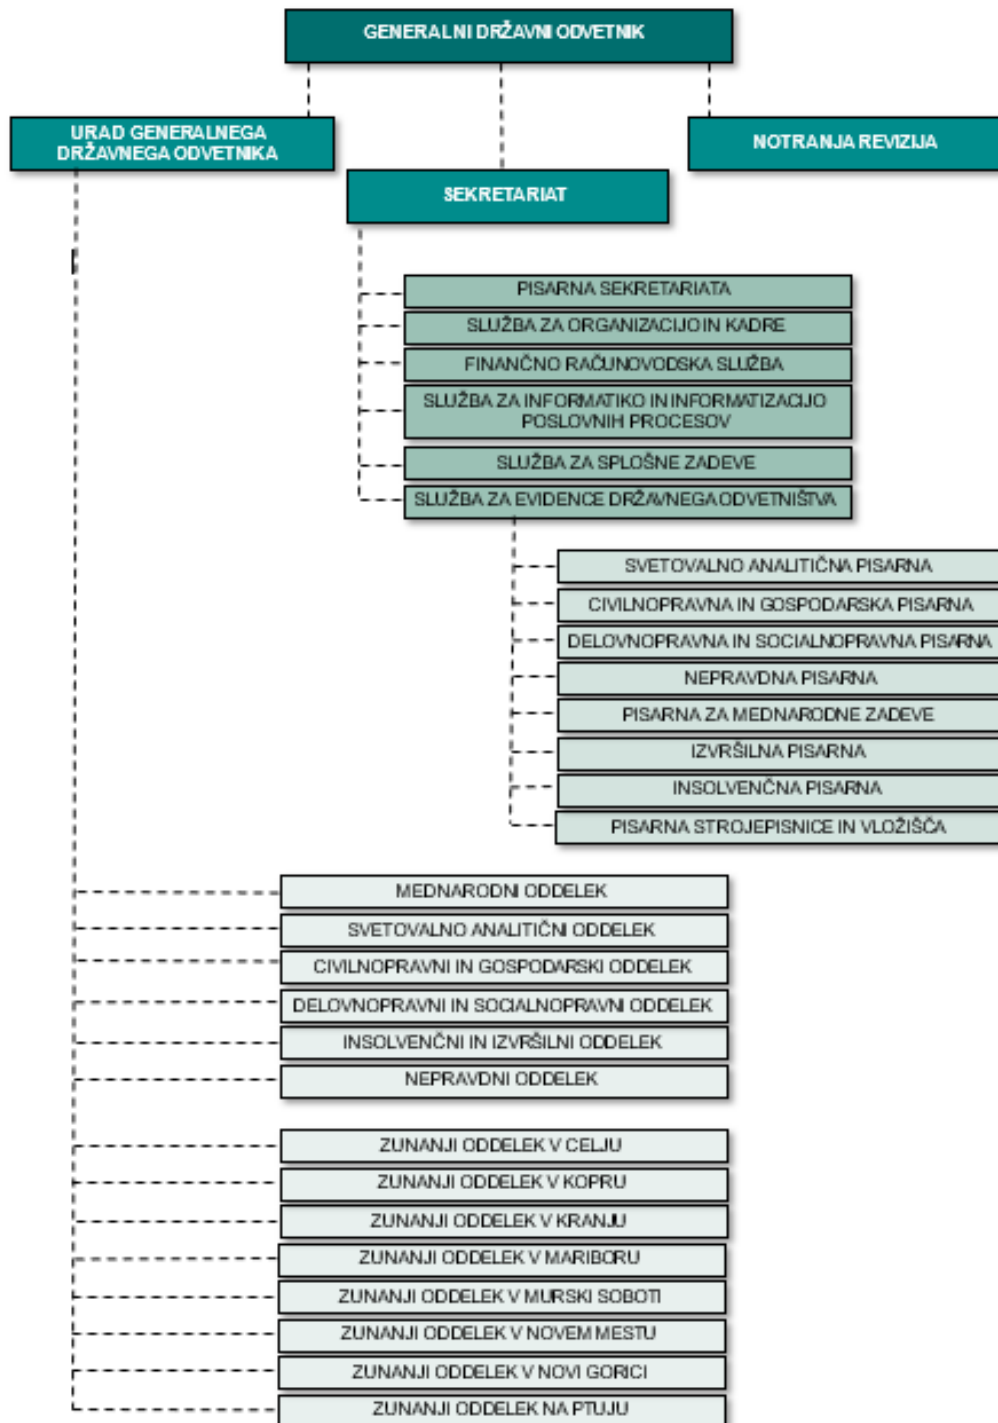 GENERALNI DRŽAVNI ODVETNIK
URAD GENERALNEGA
DRŽAVNEGA ODVETNIKA
NOTRANJA REVIZIJA
SEKRETARIAT
PISARNA SEKRETARIATA
SLUŽBA ZA ORGANIZACIJO IN KADRE
FINANČNO RAČUNOVODSKA SLUŽBA
SLUŽBA ZA INFORMATIKO IN INFORMATIZACIJO
POSLOVNIH PROCESOV
SLUŽBA ZA SPLOŠNE ZADEVE
SLUŽBA ZA EVIDENCE DRŽAVNEGA ODVETNIŠTVA
SVETOVALNO ANALITIČNA PISARNA
CIVILNOPRAVNA IN GOSPODARSKA PISARNA
DELOVNOPRAVNA IN SOCIALNOPRAVNA PISARNA
NEPRAVDNA PISARNA
PISARNA ZA MEDNARODNE ZADEVE
IZVRŠILNA PISARNA
INSOLVENČNA PISARNA
PISARNA STROJEPISNICE IN VLOŽIŠČA
MEDNARODNI ODDELEK
SVETOVALNO ANALITIČNI ODDELEK
CIVILNOPRAVNI IN GOSPODARSKI ODDELEK
DELOVNOPRAVNI IN SOCIALNOPRAVNI ODDELEK
INSOLVENČNI IN IZVRŠILNI ODDELEK
NEPRAVDNI ODDELEK
ZUNANJI ODDELEK V CELJU
ZUNANJI ODDELEK V KOPRU
ZUNANJI ODDELEK V KRANJU
ZUNANJI ODDELEK V MARIBORU
ZUNANJI ODDELEK V MURSKI SOBOTI
ZUNANJI ODDELEK V NOVEM MESTU
ZUNANJI ODDELEK V NOVI GORICI
ZUNANJI ODDELEK NA PTUJU